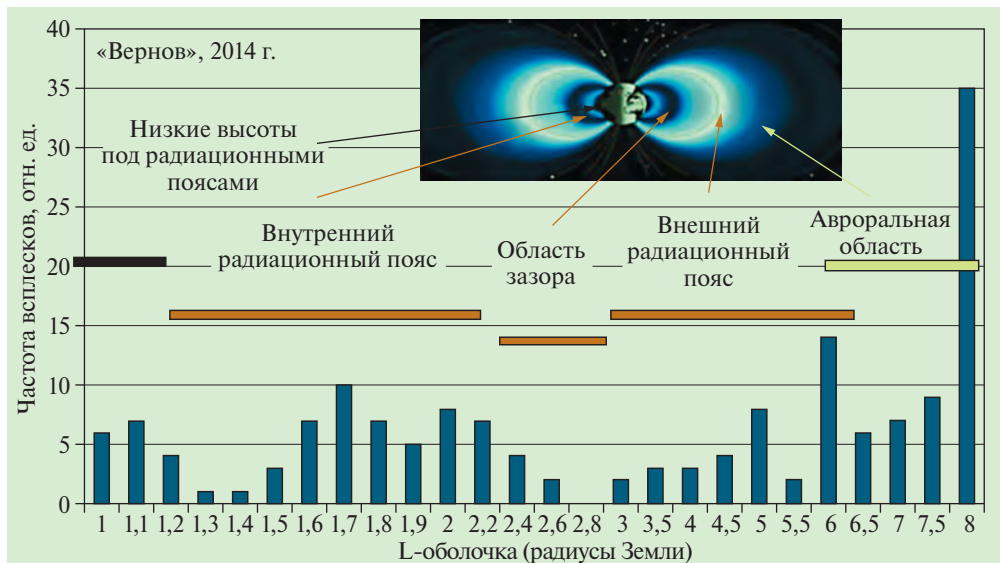 «Вернов», 2014 г.
Частота всплесков, отн. ед.
40
35
30
25
20
15
10
5
0
Низкие высоты
под радиационными
поясами
Внутренний
радиационный пояс
Область
зазора
Внешний
радиационный
пояс
Авроральная
область
1 1,1 1,2 1,3 1,4 1,5 1,6 1,7 1,8 1,9 2 2,2 2,4 2,6 2,8 3 3,5 4 4,5 5 5,5 6 6,5 7 7,5 8
L-оболочка (радиусы Земли)